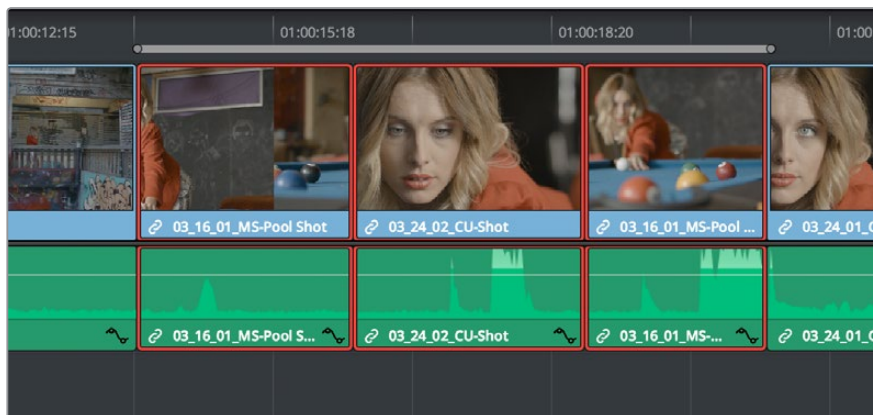 1:00:12:15
01:00:15:18
01:00:18:20
01:00
03_16_01_MS-Pool Shot
03_24_02_CU-Shot
03_16_01_MS-Pool ...
03_24_01_C
03_16_01_MS-Pool S...
03_24_02_CU-Shot
03_16_01_MS-...
03_24_01_C